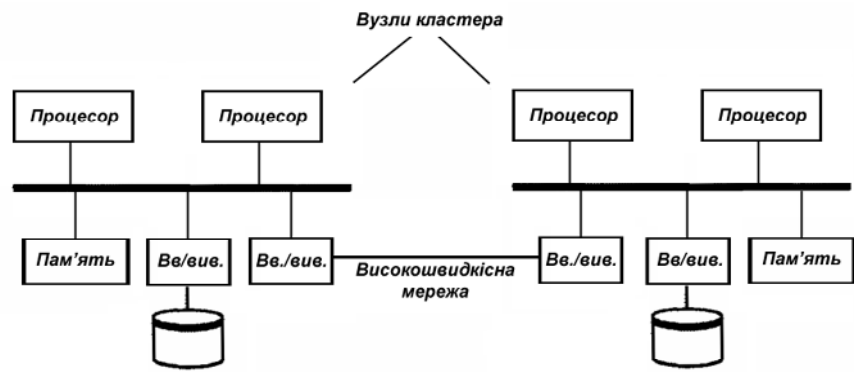 Вузли кластера
Процесор
Процесор
Процесор
Процесор
Пам'ять
Вв/вив.
Вв./вив.
Високошвидкісна
мережа
Вв./вив.
Вв/вив.
Пам'ять